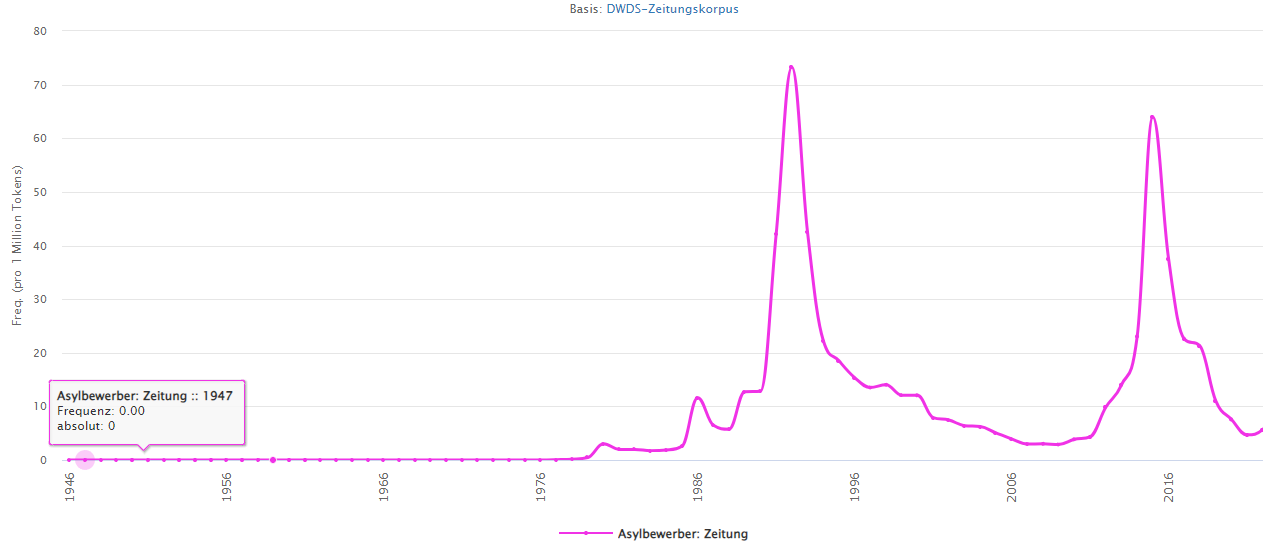 Basis: DWDS-Zeitungskorpus
80
70
60
50
40
30
20
10
0
Freq. (pro 1 Million Tokens)
Asylbewerber: Zeitung :: 1947
Frequenz: 0.00
absolut: 0
1946
1956
1966
1976
1986
1996
2006
2016
Asylbewerber: Zeitung